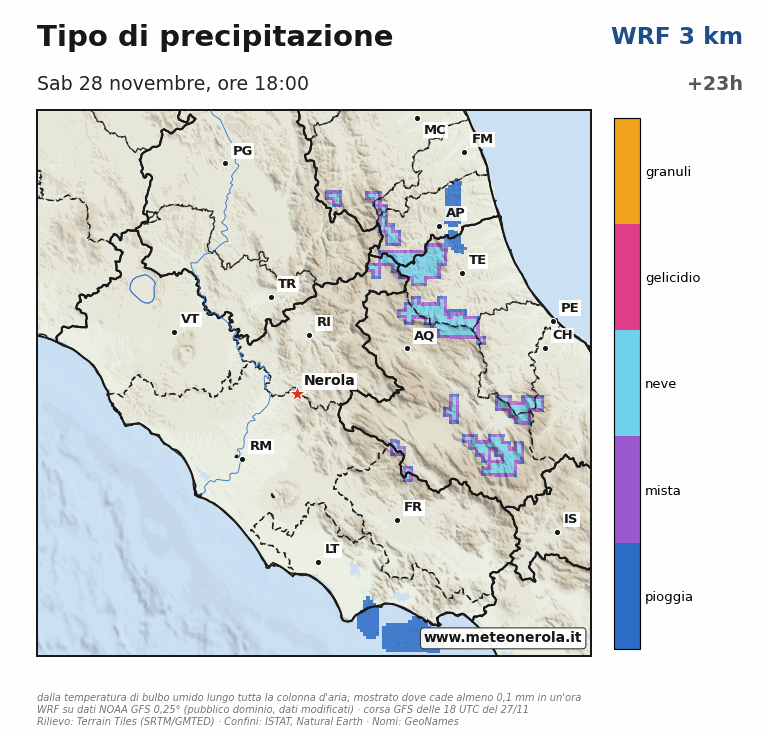 Tipo di precipitazione
WRF 3 km
Sab 28 novembre, ore 18:00
+23h
MC
FM
PG
AP
TE
TR
PE
VT
RI
AQ
CH
Nerola
RM
FR
IS
LT
www.meteonerola.it
granuli
gelicidio
neve
mista
pioggia
dalla temperatura di bulbo umido lungo tutta la colonna d'aria; mostrato dove cade almeno 0,1 mm in un'ora
WRF su dati NOAA GFS 0,25° (pubblico dominio, dati modificati) · corsa GFS delle 18 UTC del 27/11
Rilievo: Terrain Tiles (SRTM/GMTED) · Confini: ISTAT, Natural Earth · Nomi: GeoNames